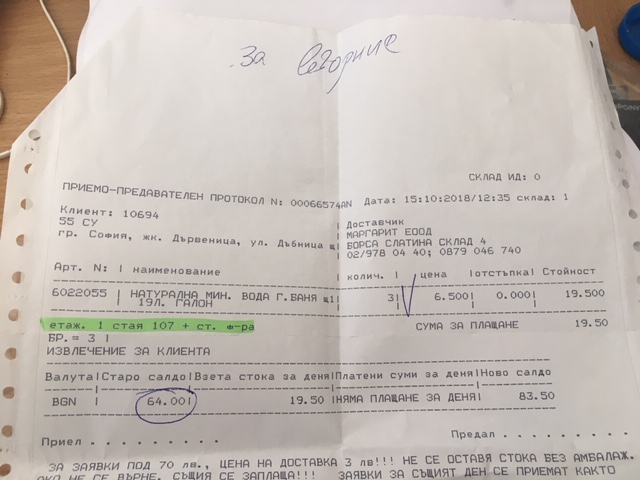 За сегорние
СКЛАД ИД: 0
ПРИЕМО-ПРЕДАВАТЕЛЕН ПРОТОКОЛ N: 00066574AN Дата: 15:10:2018/12:35 склад: 1
Клиент: 10694
55 СУ
гр. София, жк. Дървеница, ул. Дъбница щ|
Доставчик
МАРГАРИТ ЕООД
БОРСА СЛАТИНА СКЛАД 4
02/978 04 40; 0879 046 740
Арт. N: | наименование | колич. | цена |отстъпка| Стойност
6022055 | НАТУРАЛНА МИН. ВОДА Г.БАНЯ щ| 3| 6.500| 0.000| 19.500
19Л. ГАЛОН
етаж. 1 стая 107 + ст. ф-ра
СУМА ЗА ПЛАЩАНЕ 19.50
БР.= 3 |
ИЗВЛЕЧЕНИЕ ЗА КЛИЕНТА
Валута|Старо салдо|Взета стока за деня|Платени суми за деня|Ново салдо
BGN | 64.00| 19.50 |НЯМА ПЛАЩАНЕ ЗА ДЕНЯ| 83.50
Приел . . . . . . . . . Предал . . . . . . . .
ЗА ЗАЯВКИ ПОД 70 лв., ЦЕНА НА ДОСТАВКА 3 лв!!! НЕ СЕ ОСТАВЯ СТОКА БЕЗ АМБАЛАЖ.
АКО НЕ СЕ ВЪРНЕ, СЪЩИЯ СЕ ЗАПЛАЩА!!! ЗАЯВКИ ЗА СЪЩИЯТ ДЕН СЕ ПРИЕМАТ КАКТО